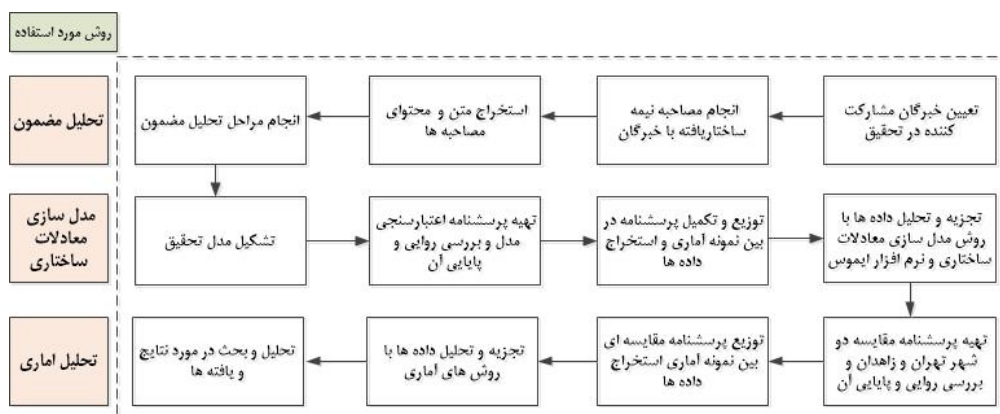 روش مورد استفاده
تحلیل مضمون
تعیین خبرگان مشارکت
کننده در تحقیق
انجام مصاحبه نیمه
ساختاریافته با خبرگان
استخراج متن و محتوای
مصاحبه ها
انجام مراحل تحلیل مضمون
مدل سازی
معادلات
ساختاری
تشکیل مدل تحقیق
تهیه پرسشنامه اعتبارسنجی
مدل و بررسی روایی و
پایایی آن
توزیع و تکمیل پرسشنامه در
بین نمونه آماری و استخراج
داده ها
تجزیه و تحلیل داده ها با
روش مدل سازی معادلات
ساختاری و نرم افزار ایموس
تحلیل اماری
تهیه پرسشنامه مقایسه دو
شهر تهران و زاهدان و
بررسی روایی و پایایی آن
توزیع پرسشنامه مقایسه ای
بین نمونه آماری استخراج
داده ها
تجزیه و تحلیل داده ها با
روش های آماری
تحلیل و بحث در مورد نتایج
و یافته ها